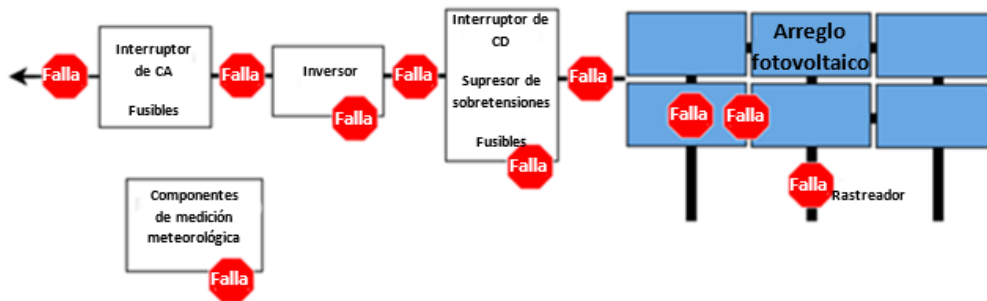 Interruptor
de CA
Fusibles
Falla
Falla
Inversor
Falla
Falla
Interruptor de
CD
Supresor de
sobretensiones
Fusibles
Falla
Falla
Arreglo
fotovoltaico
Falla
Falla
Falla
Rastreador
Componentes
de medición
meteorológica
Falla